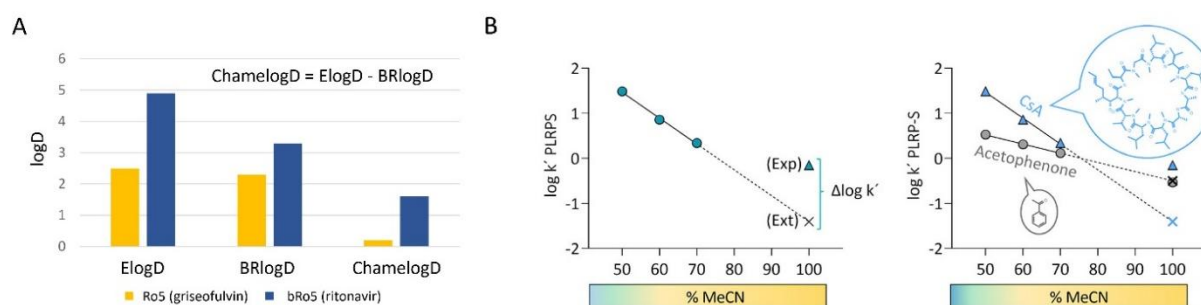 A
ChamelogD = ElogD - BRlogD
logD
6
5
4
3
2
1
0
ElogD
BRlogD
ChamelogD
Ro5 (griseofulvin)
bRo5 (ritonavir)
B
log k´ PLRPS
2
1
0
-1
-2
(Exp)
(Ext)
Δlog k´
50 60 70 80 90 100
% MeCN
log k´ PLRP-S
2
1
0
-1
-2
CsA
Acetophenone
50 60 70 80 90 100
% MeCN